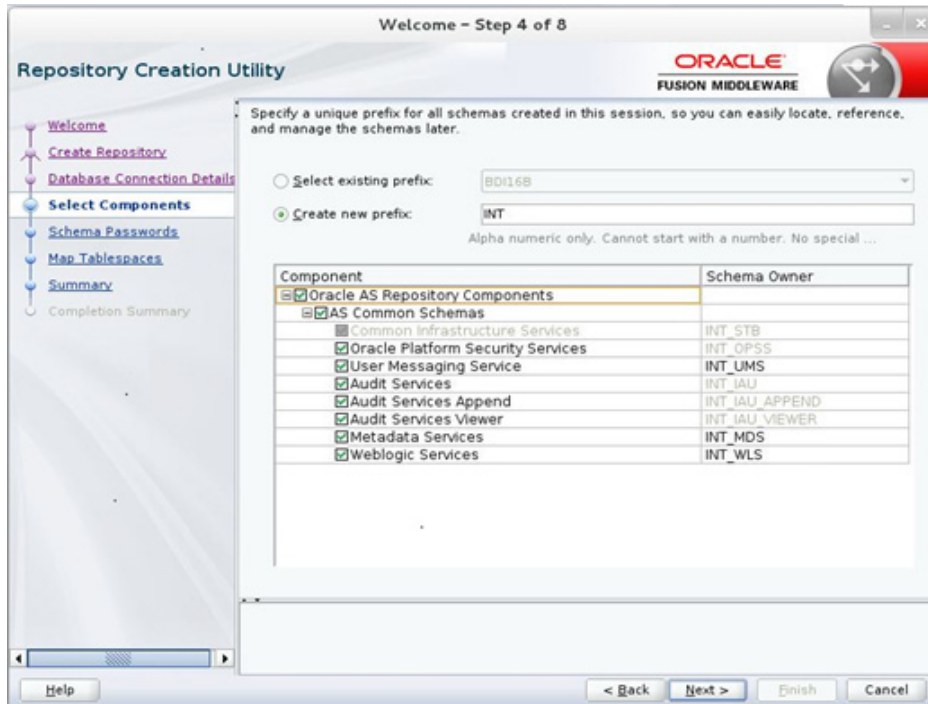 Welcome – Step 4 of 8
Repository Creation Utility
ORACLE
FUSION MIDDLEWARE
Welcome
Create Repository
Database Connection Details
Select Components
Schema Passwords
Map Tablespaces
Summary
Completion Summary
Specify a unique prefix for all schemas created in this session, so you can easily locate, reference,
and manage the schemas later.
Select existing prefix: BDI16B
Create new prefix: INT
Alpha numeric only. Cannot start with a number. No special ...
Component Schema Owner
Oracle AS Repository Components
AS Common Schemas
Common Infrastructure Services INT_STB
Oracle Platform Security Services INT_OPSS
User Messaging Service INT_UMS
Audit Services INT_IAU
Audit Services Append INT_IAU_APPEND
Audit Services Viewer INT_IAU_VIEWER
Metadata Services INT_MDS
Weblogic Services INT_WLS
Help < Back Next > Finish Cancel